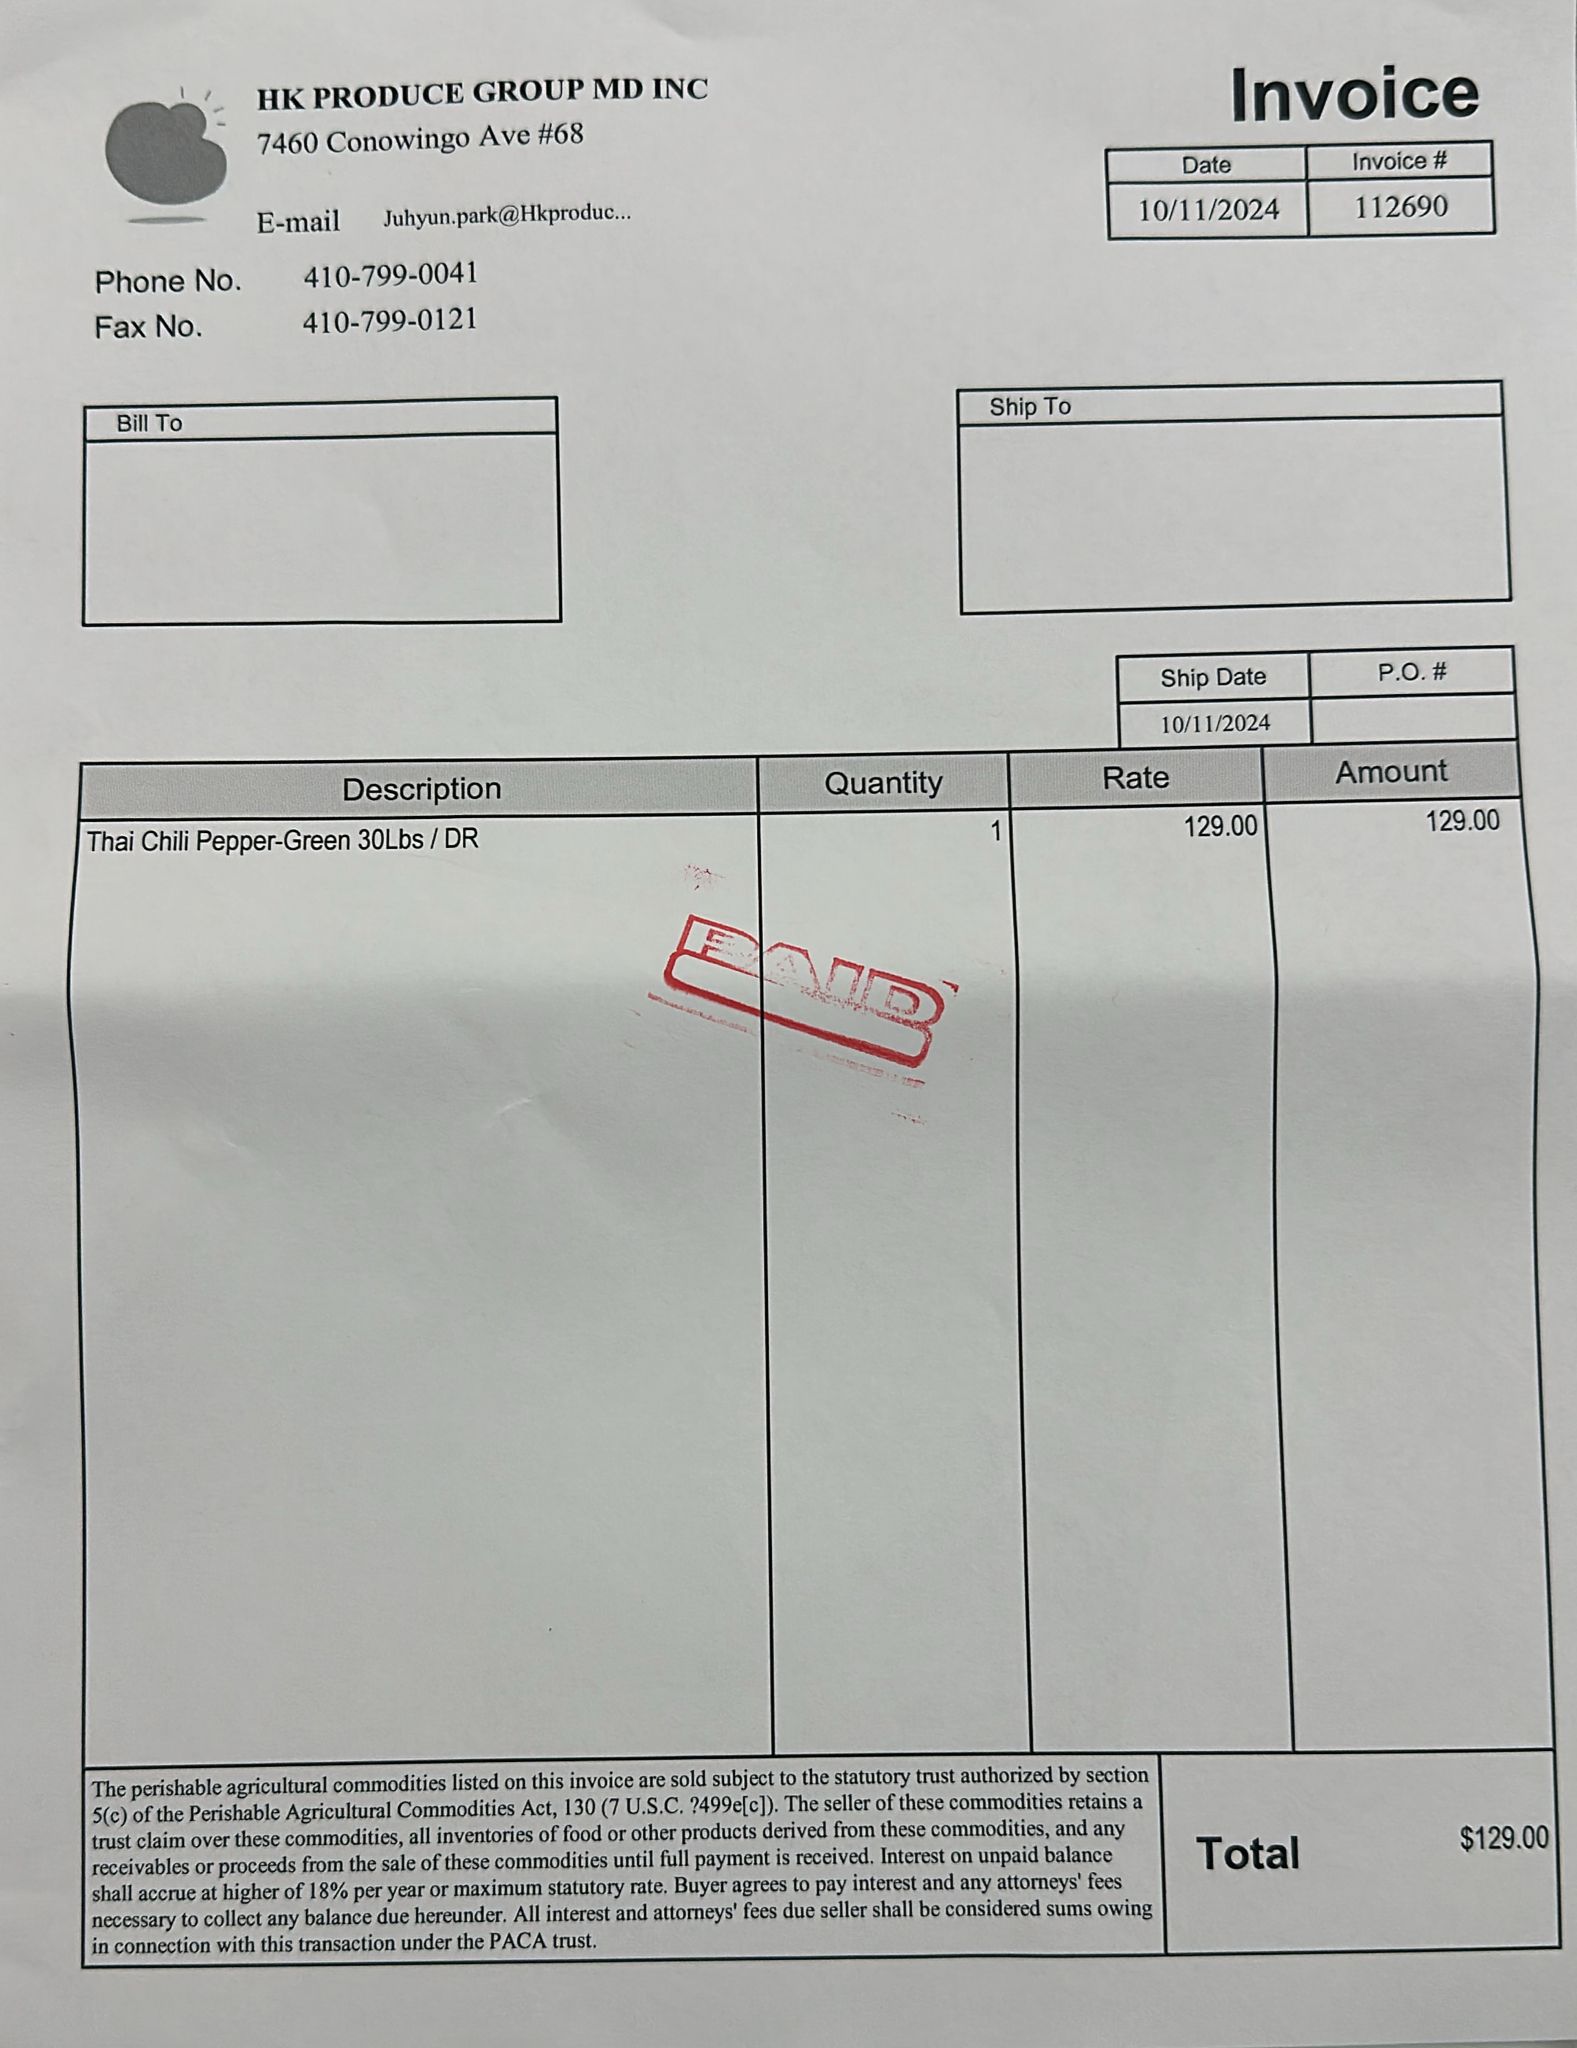 HK PRODUCE GROUP MD INC
7460 Conowingo Ave #68
E-mail Juhyun.park@Hkproduc...
Phone No. 410-799-0041
Fax No. 410-799-0121
Invoice
Date Invoice #
10/11/2024 112690
Bill To
Ship To
Ship Date P.O. #
10/11/2024
Description Quantity Rate Amount
Thai Chili Pepper-Green 30Lbs / DR 1 129.00 129.00
PAID
The perishable agricultural commodities listed on this invoice are sold subject to the statutory trust authorized by section
5(c) of the Perishable Agricultural Commodities Act, 130 (7 U.S.C. ?499e[c]). The seller of these commodities retains a
trust claim over these commodities, all inventories of food or other products derived from these commodities, and any
receivables or proceeds from the sale of these commodities until full payment is received. Interest on unpaid balance
shall accrue at higher of 18% per year or maximum statutory rate. Buyer agrees to pay interest and any attorneys' fees
necessary to collect any balance due hereunder. All interest and attorneys' fees due seller shall be considered sums owing
in connection with this transaction under the PACA trust.
Total $129.00